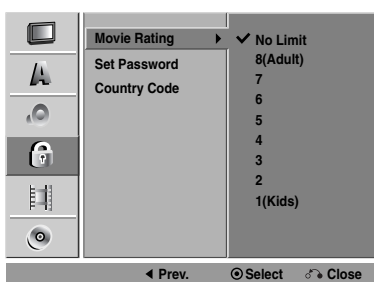 Movie Rating
Set Password
Country Code
No Limit
8(Adult)
7
6
5
4
3
2
1(Kids)
Prev. Select Close